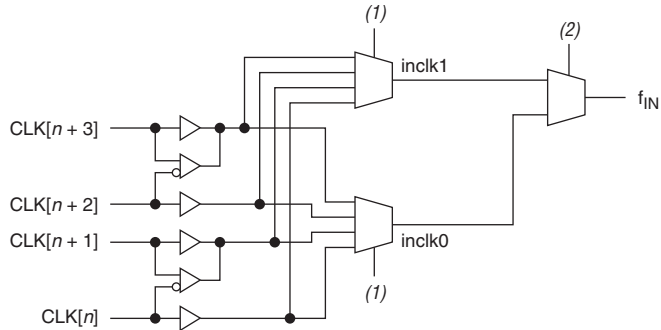 (1)
(2)
inclk1
f_IN
CLK[n + 3]
CLK[n + 2]
CLK[n + 1]
inclk0
(1)
CLK[n]